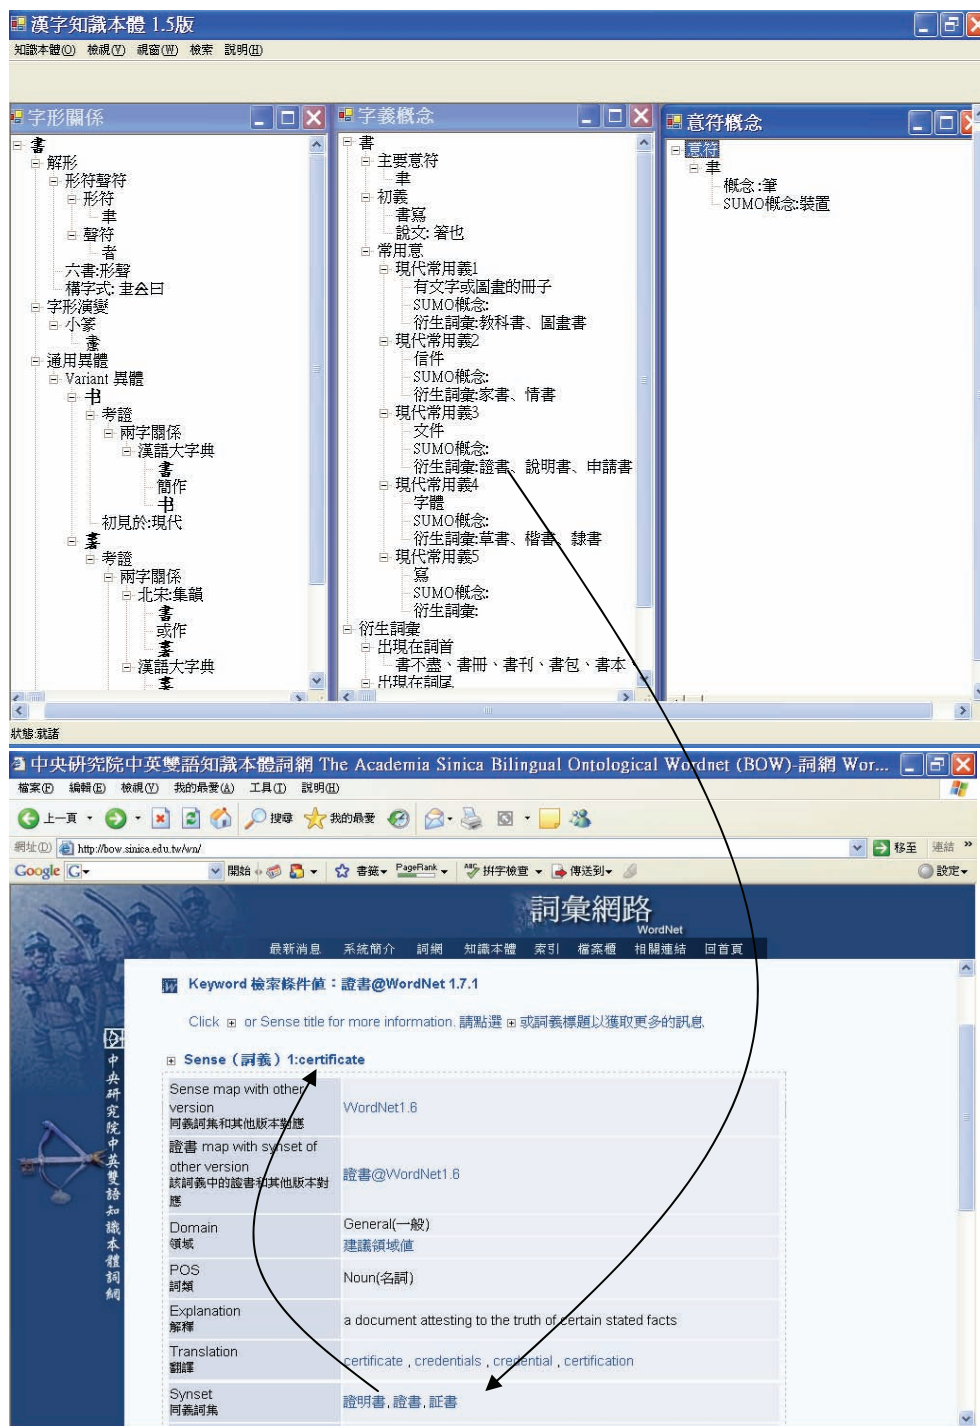 漢字知識本體 1.5版
知識本體(O) 檢視(V) 視窗(W) 檢索 說明(H)
字形關係
書
解形
形符聲符
形符
聿
聲符
者
六書:形聲
構字式:
字形演變
小篆
通用異體
Variant 異體
书
考證
兩字關係
漢語大字典
書
簡作
书
初見於:現代
考證
兩字關係
北宋:集韻
書
或作
漢語大字典
字義概念
書
主要意符
聿
初義
書寫
說文: 箸也
常用意
現代常用義1
有文字或圖畫的冊子
SUMO概念:
衍生詞彙:教科書、圖畫書
現代常用義2
信件
SUMO概念:
衍生詞彙:家書、情書
現代常用義3
文件
SUMO概念:
衍生詞彙:證書、說明書、申請書
現代常用義4
字體
SUMO概念:
衍生詞彙:草書、楷書、隸書
現代常用義5
寫
SUMO概念:
衍生詞彙:
衍生詞彙
出現在詞首
書不盡、書冊、書刊、書包、書本、
出現在詞尾
意符概念
意符
聿
概念:筆
SUMO概念:裝置
狀態:就諸
中央研究院中英雙語知識本體詞網 The Academia Sinica Bilingual Ontological Wordnet (BOW)-詞網 Wor...
檔案(F) 編輯(E) 檢視(V) 我的最愛(A) 工具(T) 說明(H)
上一頁 搜尋 我的最愛
網址(D) http://bow.sinica.edu.tw/wn/ 移至 連結 »
Google 開始 書籤 PageRank 拼字檢查 傳送到 設定
詞彙網路
WordNet
最新消息 系統簡介 詞網 知識本體 索引 檔案櫃 相關連結 回首頁
中央研究院中英雙語知識本體詞網
Keyword 檢索條件值：證書@WordNet 1.7.1
Click or Sense title for more information. 請點選 或詞義標題以獲取更多的訊息.
Sense（詞義）1:certificate
Sense map with other
version
同義詞集和其他版本對應
WordNet1.6
證書 map with synset of
other version
該詞義中的證書和其他版本對
應
證書@WordNet1.6
Domain
領域
General(一般)
建議領域值
POS
詞類
Noun(名詞)
Explanation
解釋
a document attesting to the truth of certain stated facts
Translation
翻譯
certificate , credentials , credential , certification
Synset
同義詞集
證明書, 證書, 証書